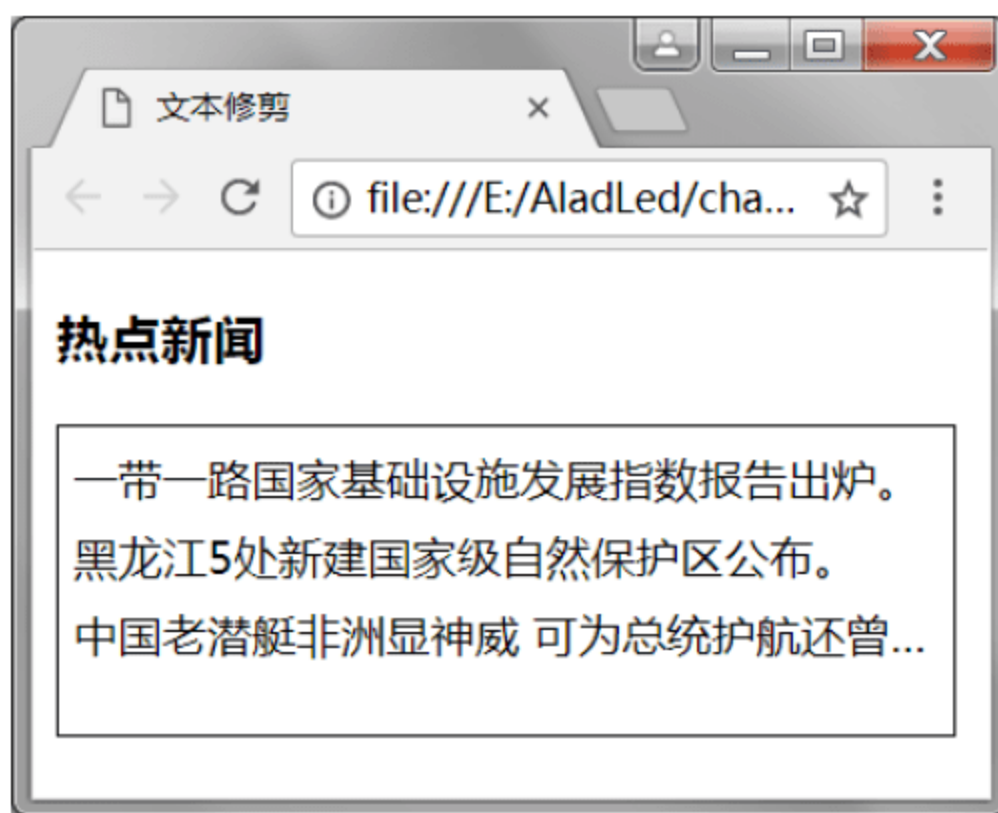 文本修剪
file:///E:/AladLed/cha...
热点新闻
一带一路国家基础设施发展指数报告出炉。
黑龙江5处新建国家级自然保护区公布。
中国老潜艇非洲显神威 可为总统护航还曾...